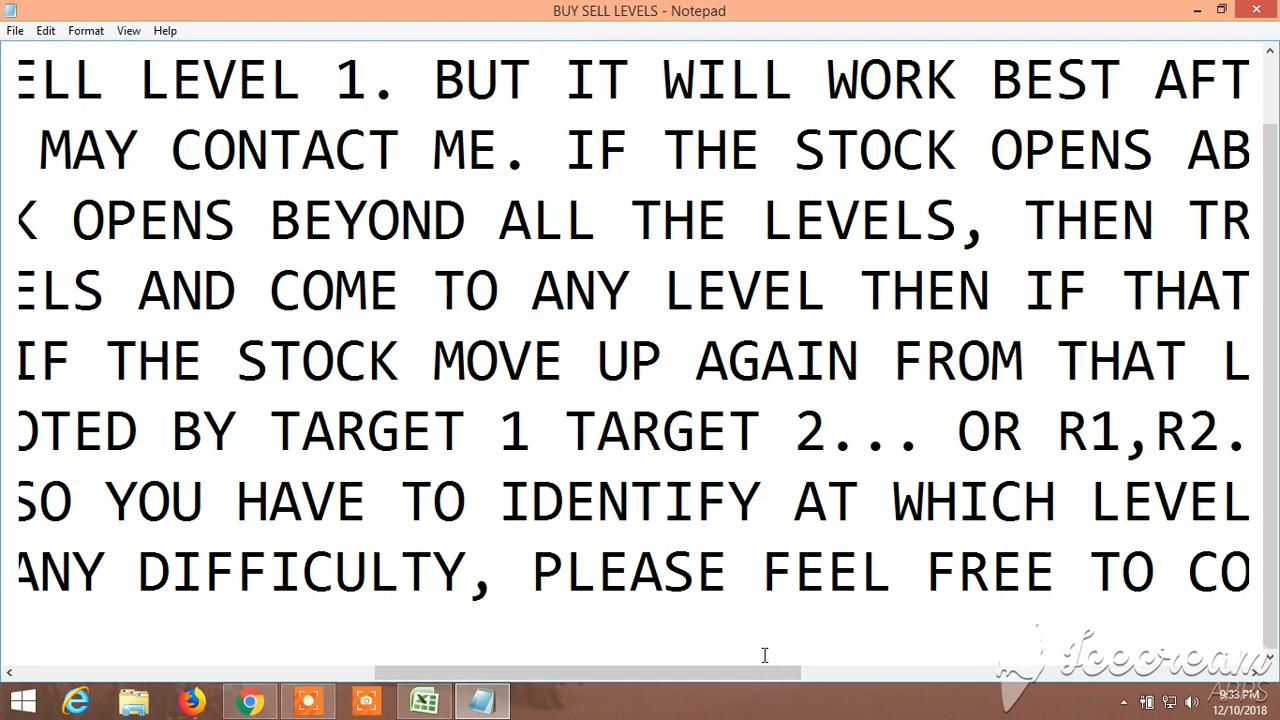 BUY SELL LEVELS - Notepad
File Edit Format View Help
ELL LEVEL 1. BUT IT WILL WORK BEST AFT
MAY CONTACT ME. IF THE STOCK OPENS AB
K OPENS BEYOND ALL THE LEVELS, THEN TR
ELS AND COME TO ANY LEVEL THEN IF THAT
IF THE STOCK MOVE UP AGAIN FROM THAT L
OTED BY TARGET 1 TARGET 2... OR R1,R2.
SO YOU HAVE TO IDENTIFY AT WHICH LEVEL
ANY DIFFICULTY, PLEASE FEEL FREE TO CO
Icecream
APPS
9:33 PM
12/10/2018